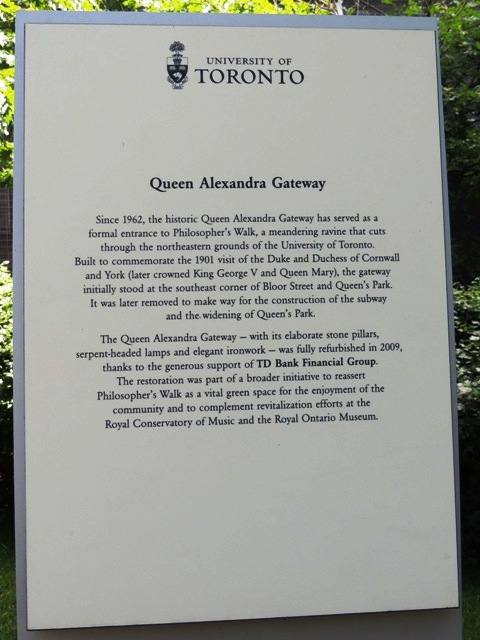 UNIVERSITY OF
TORONTO
Queen Alexandra Gateway
Since 1962, the historic Queen Alexandra Gateway has served as a
formal entrance to Philosopher's Walk, a meandering ravine that cuts
through the northeastern grounds of the University of Toronto.
Built to commemorate the 1901 visit of the Duke and Duchess of Cornwall
and York (later crowned King George V and Queen Mary), the gateway
initially stood at the southeast corner of Bloor Street and Queen's Park.
It was later removed to make way for the construction of the subway
and the widening of Queen's Park.
The Queen Alexandra Gateway – with its elaborate stone pillars,
serpent-headed lamps and elegant ironwork – was fully refurbished in 2009,
thanks to the generous support of TD Bank Financial Group.
The restoration was part of a broader initiative to reassert
Philosopher's Walk as a vital green space for the enjoyment of the
community and to complement revitalization efforts at the
Royal Conservatory of Music and the Royal Ontario Museum.